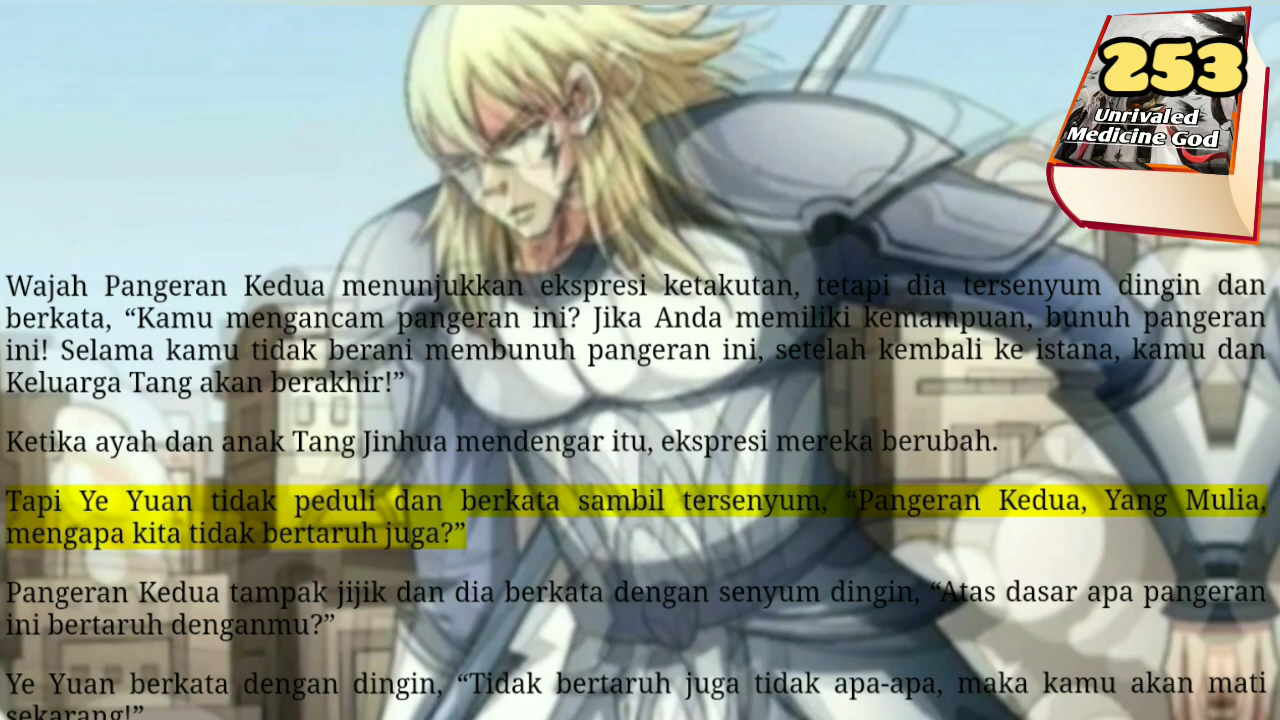 253
Unrivaled
Medicine God
Wajah Pangeran Kedua menunjukkan ekspresi ketakutan, tetapi dia tersenyum dingin dan
berkata, “Kamu mengancam pangeran ini? Jika Anda memiliki kemampuan, bunuh pangeran
ini! Selama kamu tidak berani membunuh pangeran ini, setelah kembali ke istana, kamu dan
Keluarga Tang akan berakhir!”
Ketika ayah dan anak Tang Jinhua mendengar itu, ekspresi mereka berubah.
Tapi Ye Yuan tidak peduli dan berkata sambil tersenyum, “Pangeran Kedua, Yang Mulia,
mengapa kita tidak bertaruh juga?”
Pangeran Kedua tampak jijik dan dia berkata dengan senyum dingin, “Atas dasar apa pangeran
ini bertaruh denganmu?”
Ye Yuan berkata dengan dingin, “Tidak bertaruh juga tidak apa-apa, maka kamu akan mati
sekarang!”